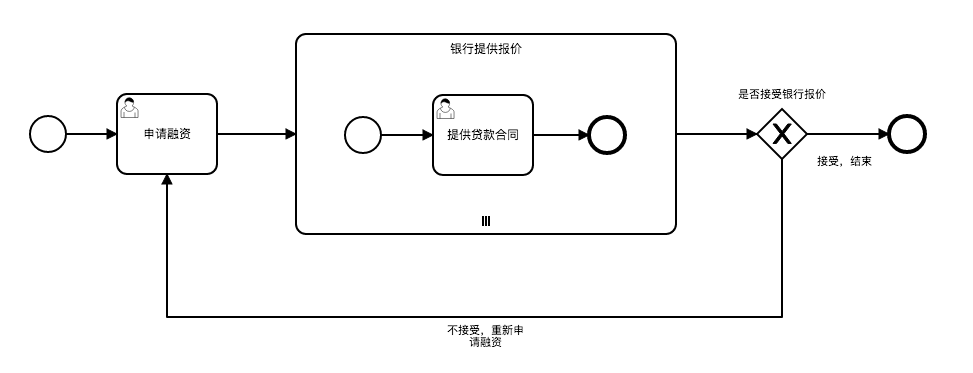 银行提供报价
是否接受银行报价
申请融资
提供贷款合同
接受，结束
不接受，重新申
请融资